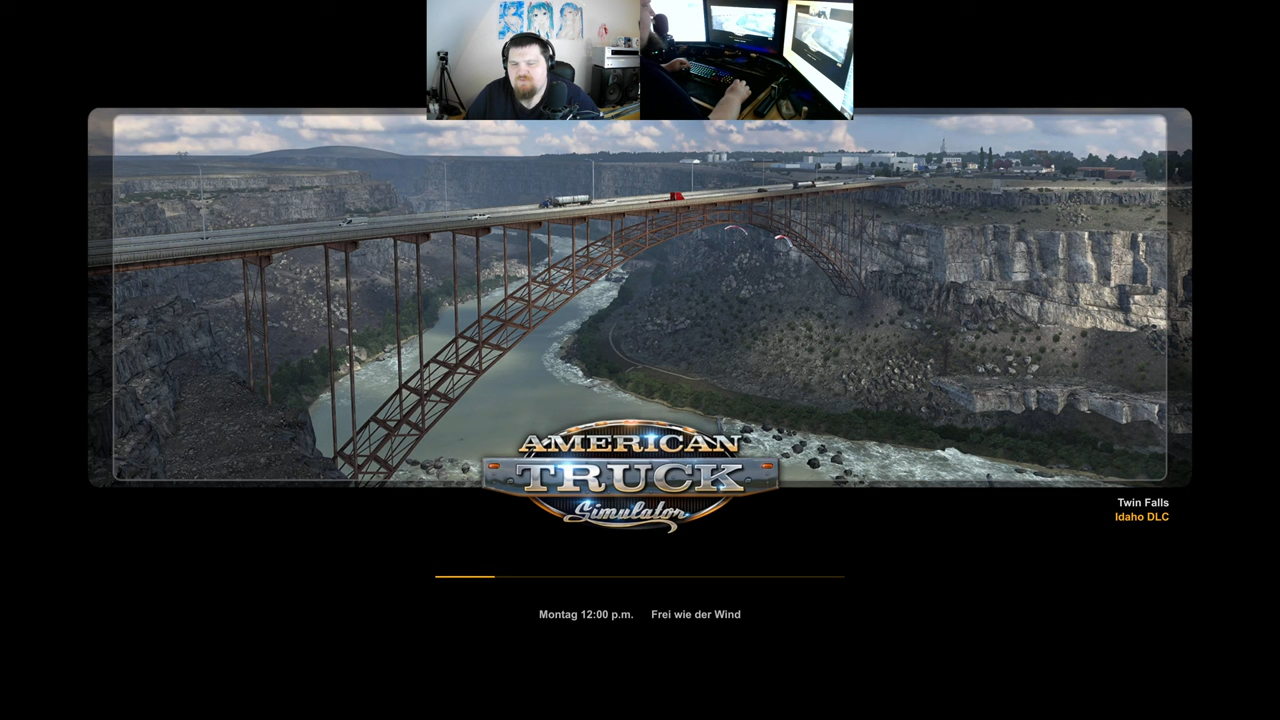 AMERICAN
TRUCK
Simulator
Twin Falls
Idaho DLC
Montag 12:00 p.m. Frei wie der Wind